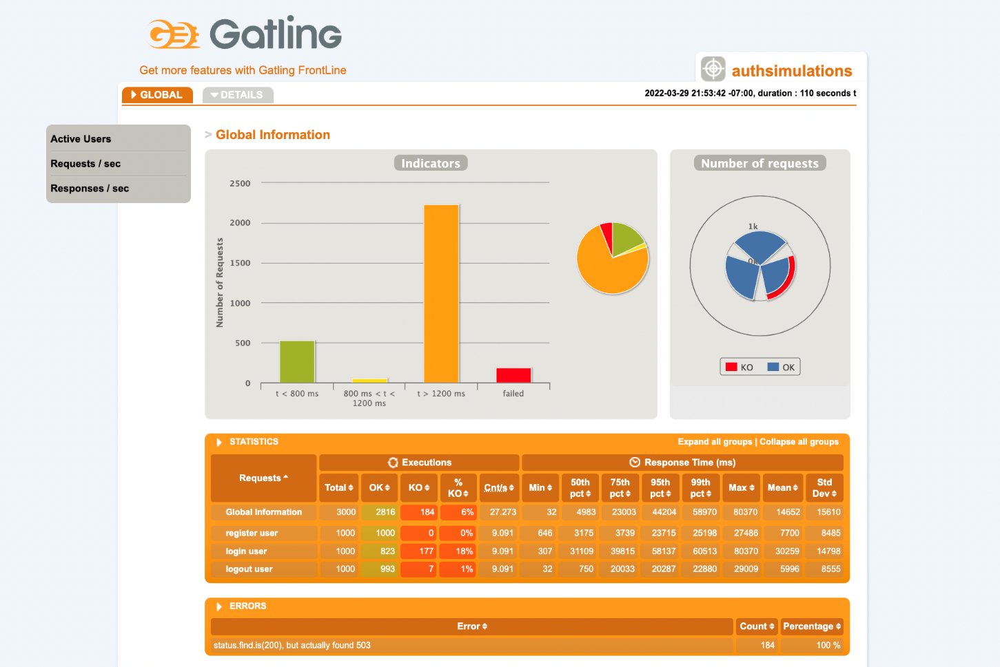 Gatling
Get more features with Gatling FrontLine
authsimulations
GLOBAL
DETAILS
2022-03-29 21:53:42 -07:00, duration : 110 seconds t
Active Users
Requests / sec
Responses / sec
> Global Information
Indicators
Number of Requests
2500
2000
1500
1000
500
0
t < 800 ms
800 ms < t <
1200 ms
t > 1200 ms
failed
Number of requests
1k
KO
OK
STATISTICS
Expand all groups | Collapse all groups
Requests
Executions
Response Time (ms)
Total OK KO % KO Cnt/s Min 50th pct 75th pct 95th pct 99th pct Max Mean Std Dev
Global Information 3000 2816 184 6% 27.273 32 4983 23003 44204 58970 80370 14652 15610
register user 1000 1000 0 0% 9.091 646 3175 3739 23715 25198 27486 7700 8485
login user 1000 823 177 18% 9.091 307 31109 39815 58137 60513 80370 30259 14798
logout user 1000 993 7 1% 9.091 32 750 20033 20287 22880 29009 5996 8555
ERRORS
Error Count Percentage
status.find.is(200), but actually found 503 184 100 %